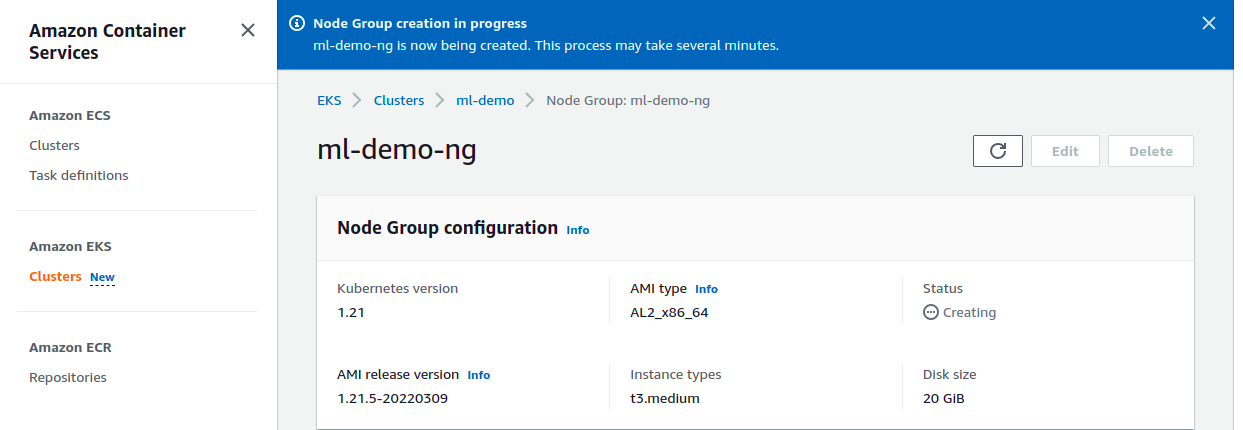 Amazon Container
Services
Amazon ECS
Clusters
Task definitions
Amazon EKS
Clusters New
Amazon ECR
Repositories
Node Group creation in progress
ml-demo-ng is now being created. This process may take several minutes.
EKS Clusters ml-demo Node Group: ml-demo-ng
ml-demo-ng
Edit Delete
Node Group configuration Info
Kubernetes version
1.21
AMI type Info
AL2_x86_64
Status
Creating
AMI release version Info
1.21.5-20220309
Instance types
t3.medium
Disk size
20 GiB